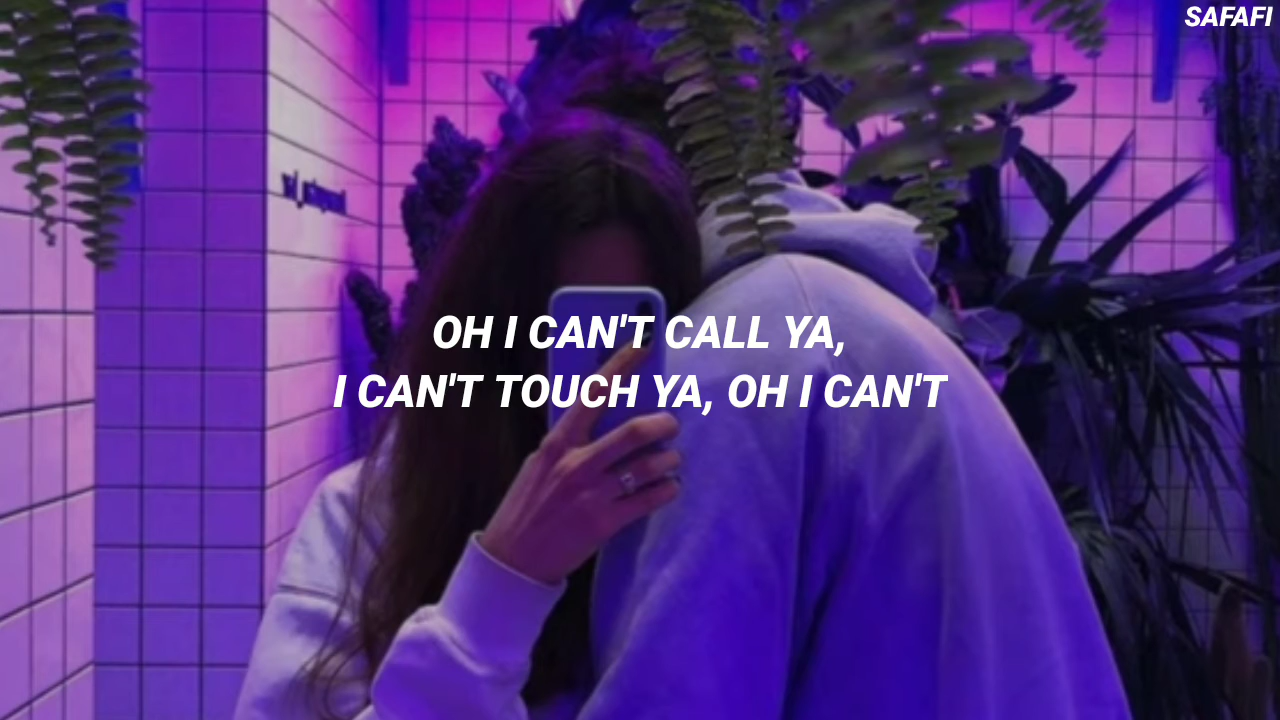 SAFAFI
OH I CAN'T CALL YA,
I CAN'T TOUCH YA, OH I CAN'T